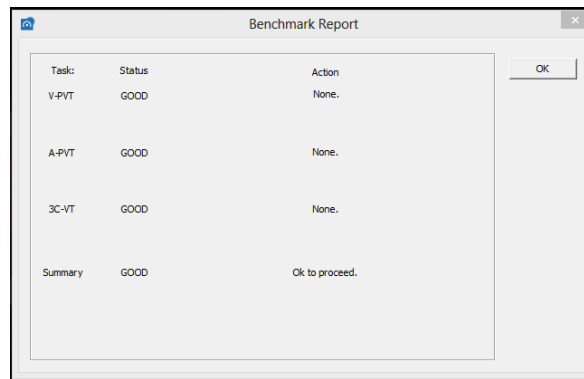 Benchmark Report
Task: Status Action
V-PVT GOOD None.
A-PVT GOOD None.
3C-VT GOOD None.
Summary GOOD Ok to proceed.
OK